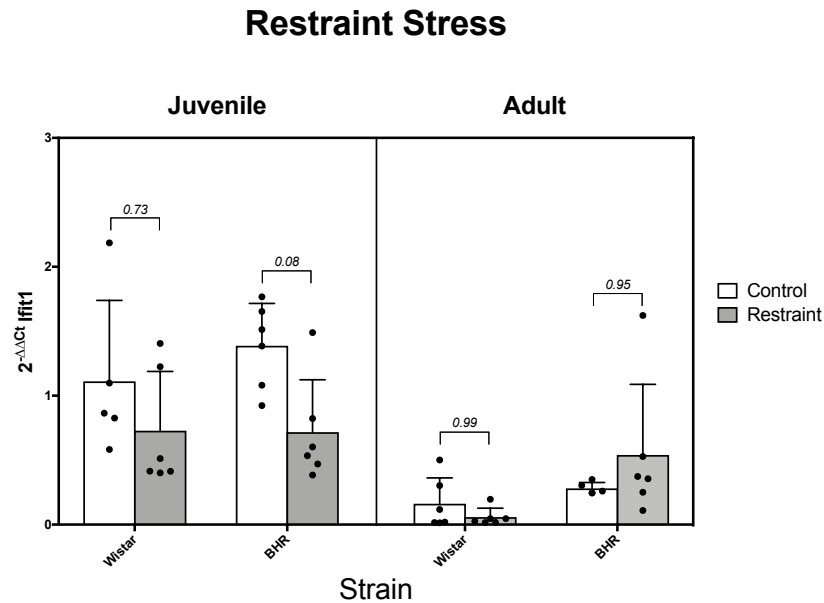 Restraint Stress
Juvenile
Adult
3
2
1
0
2-ΔΔCt Ifit1
0.73
0.08
0.99
0.95
Control
Restraint
Wistar
BHR
Wistar
BHR
Strain